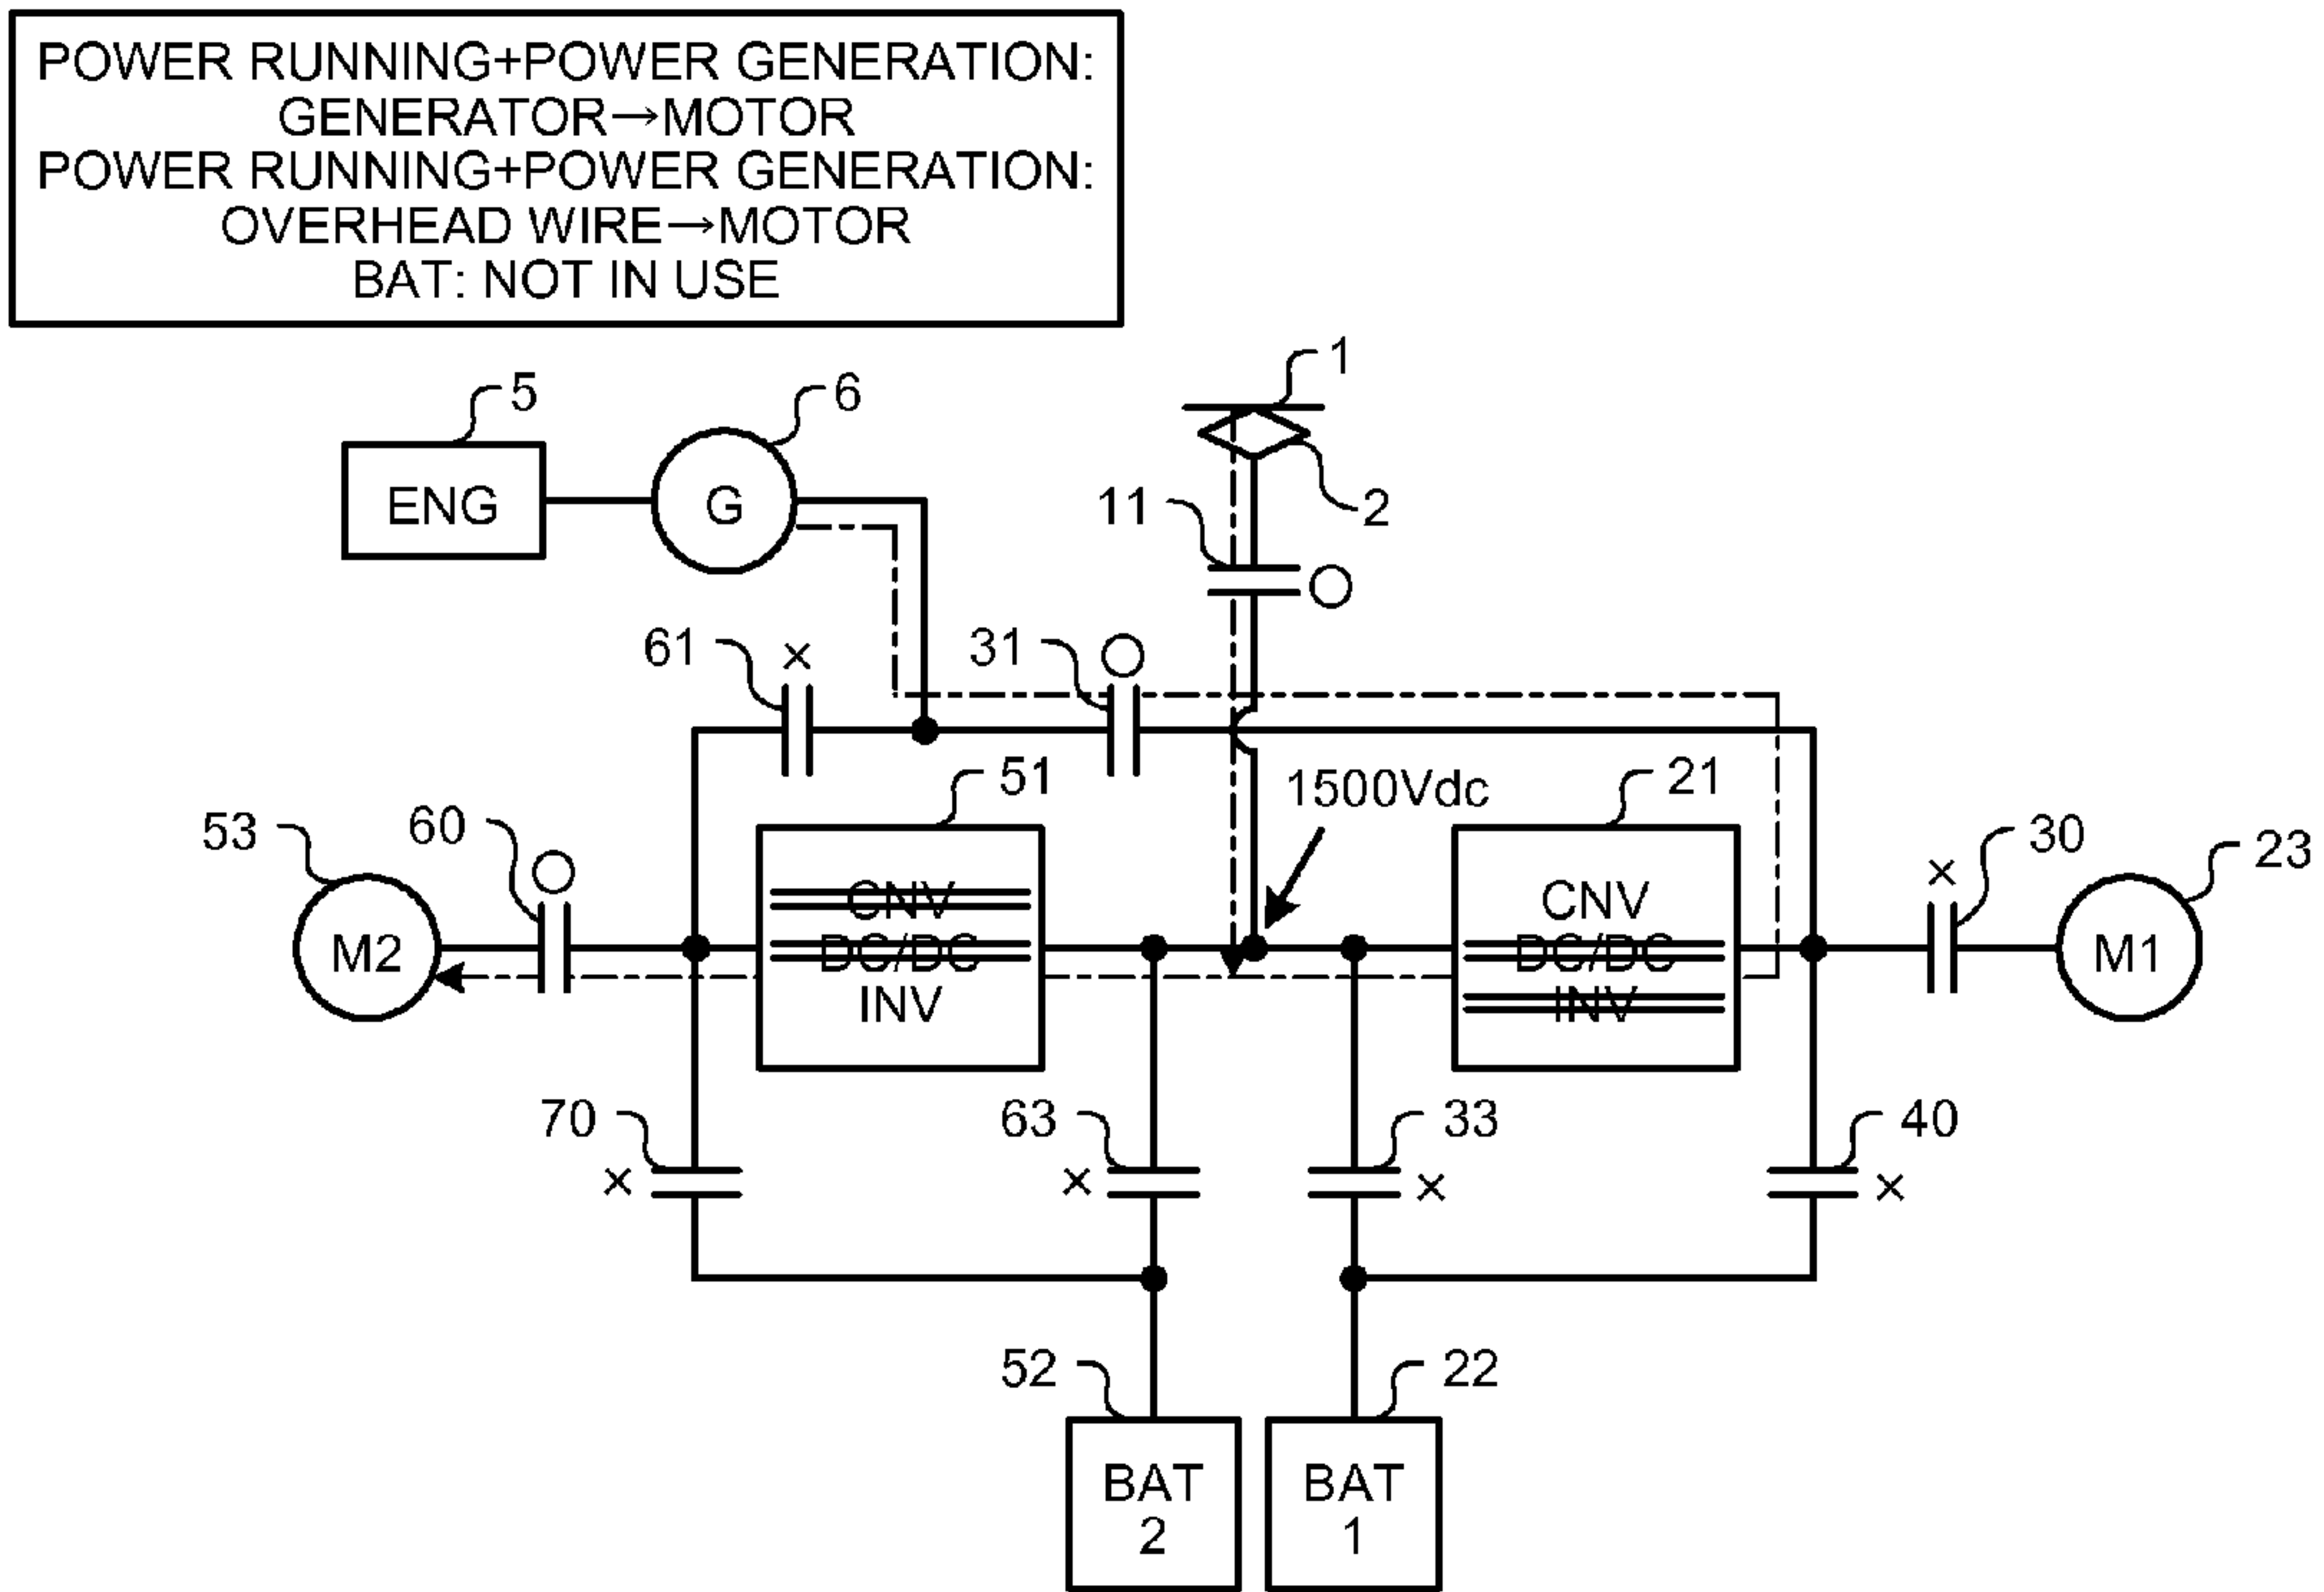 POWER RUNNING+POWER GENERATION:
GENERATOR→MOTOR
POWER RUNNING+POWER GENERATION:
OVERHEAD WIRE→MOTOR
BAT: NOT IN USE
1
5
6
ENG
G
2
11
61
×
31
51
1500Vdc
21
53
60
30
23
×
M2
CNV
DC/DC
INV
CNV
DC/DC
INV
M1
70
63
33
40
×
×
×
×
52
22
BAT
2
BAT
1